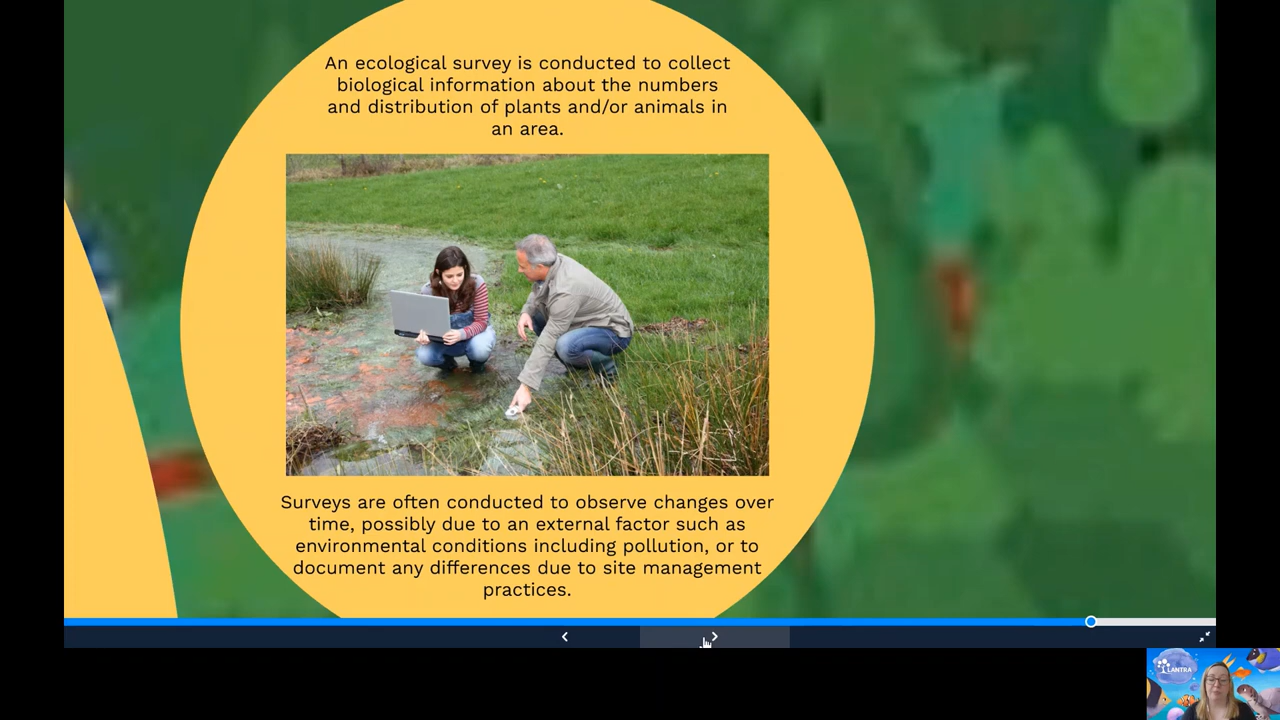 An ecological survey is conducted to collect
biological information about the numbers
and distribution of plants and/or animals in
an area.
Surveys are often conducted to observe changes over
time, possibly due to an external factor such as
environmental conditions including pollution, or to
document any differences due to site management
practices.
LANTRA